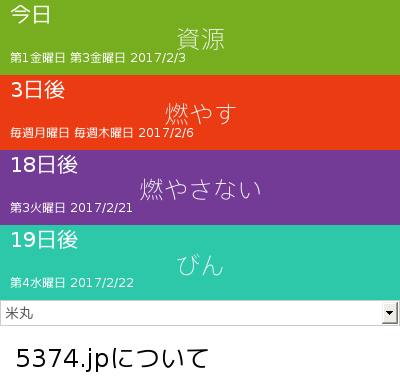 今日
資源
第1金曜日 第3金曜日 2017/2/3
3日後
燃やす
毎週月曜日 毎週木曜日 2017/2/6
18日後
燃やさない
第3火曜日 2017/2/21
19日後
びん
第4水曜日 2017/2/22
米丸
5374.jpについて